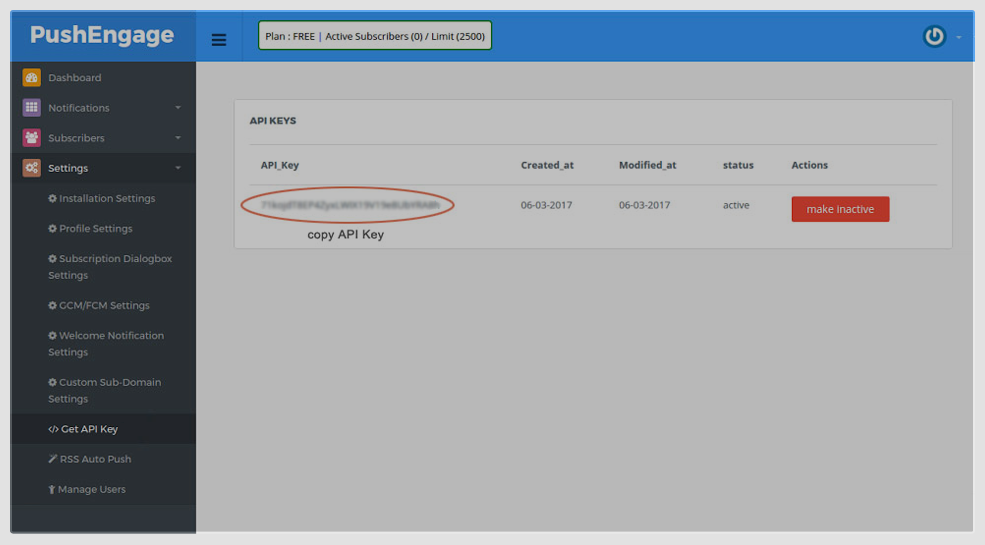 PushEngage
Plan : FREE | Active Subscribers (0) / Limit (2500)
Dashboard
Notifications
Subscribers
Settings
Installation Settings
Profile Settings
Subscription Dialogbox
Settings
GCM/FCM Settings
Welcome Notification
Settings
Custom Sub-Domain
Settings
</> Get API Key
RSS Auto Push
Manage Users
API KEYS
API_Key Created_at Modified_at status Actions
06-03-2017 06-03-2017 active make inactive
copy API Key